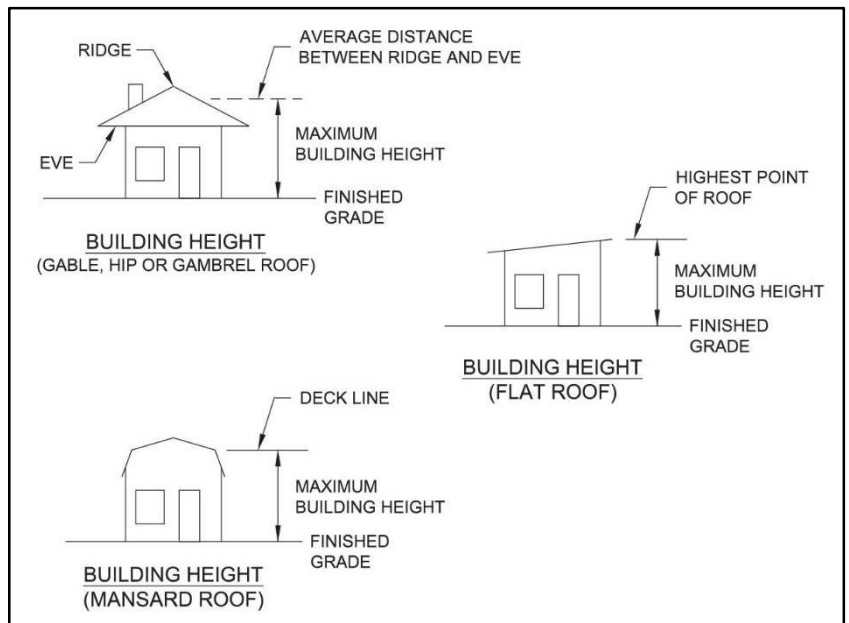 RIDGE
AVERAGE DISTANCE
BETWEEN RIDGE AND EVE
EVE
MAXIMUM
BUILDING HEIGHT
FINISHED
GRADE
BUILDING HEIGHT
(GABLE, HIP OR GAMBREL ROOF)
HIGHEST POINT
OF ROOF
MAXIMUM
BUILDING HEIGHT
FINISHED
GRADE
BUILDING HEIGHT
(FLAT ROOF)
DECK LINE
MAXIMUM
BUILDING HEIGHT
FINISHED
GRADE
BUILDING HEIGHT
(MANSARD ROOF)